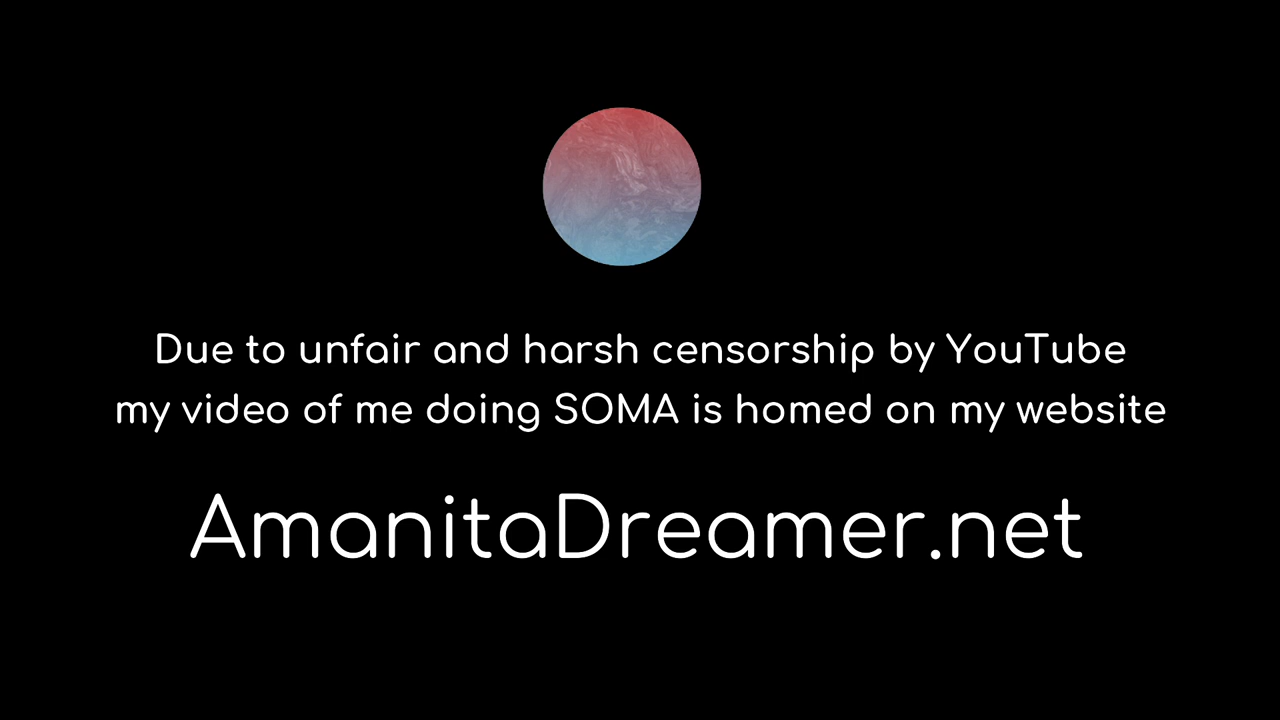 Due to unfair and harsh censorship by YouTube
my video of me doing SOMA is homed on my website
AmanitaDreamer.net